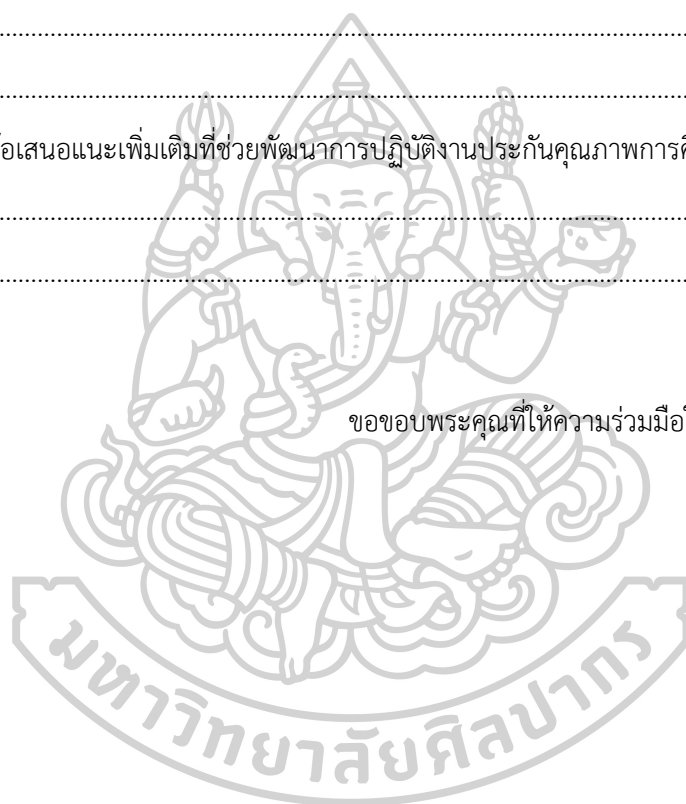 ................................................................................................
................................................................................................
ข้อเสนอแนะเพิ่มเติมที่ช่วยพัฒนาการปฏิบัติงานประกันคุณภาพการศึ
................................................................................................
................................................................................................
ขอขอบพระคุณที่ให้ความร่วมมือ
มหาวิทยาลัยศิลปากร